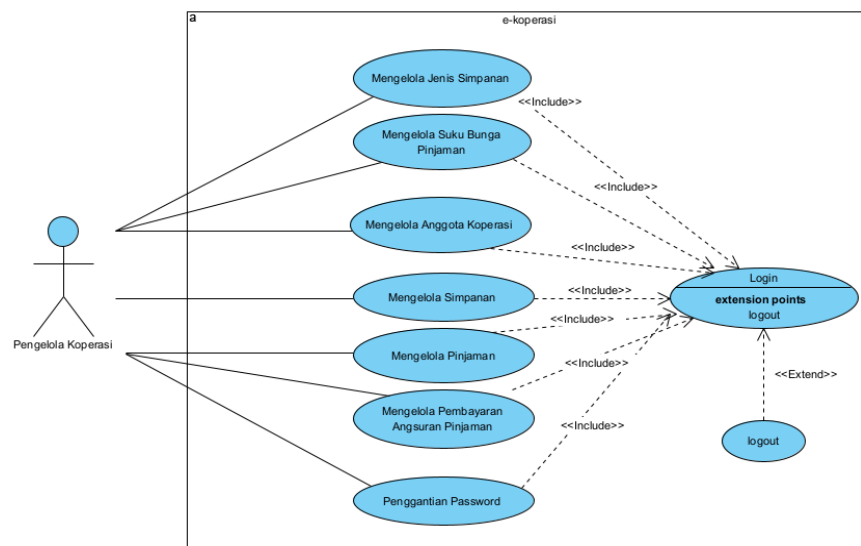 a
e-koperasi
Mengelola Jenis Simpanan
<<Include>>
Mengelola Suku Bunga
Pinjaman
<<Include>>
Mengelola Anggota Koperasi
<<Include>>
Login
extension points
logout
Mengelola Simpanan
<<Include>>
Pengelola Koperasi
Mengelola Pinjaman
<<Include>>
<<Include>>
<<Extend>>
Mengelola Pembayaran
Angsuran Pinjaman
<<Include>>
logout
Penggantian Password